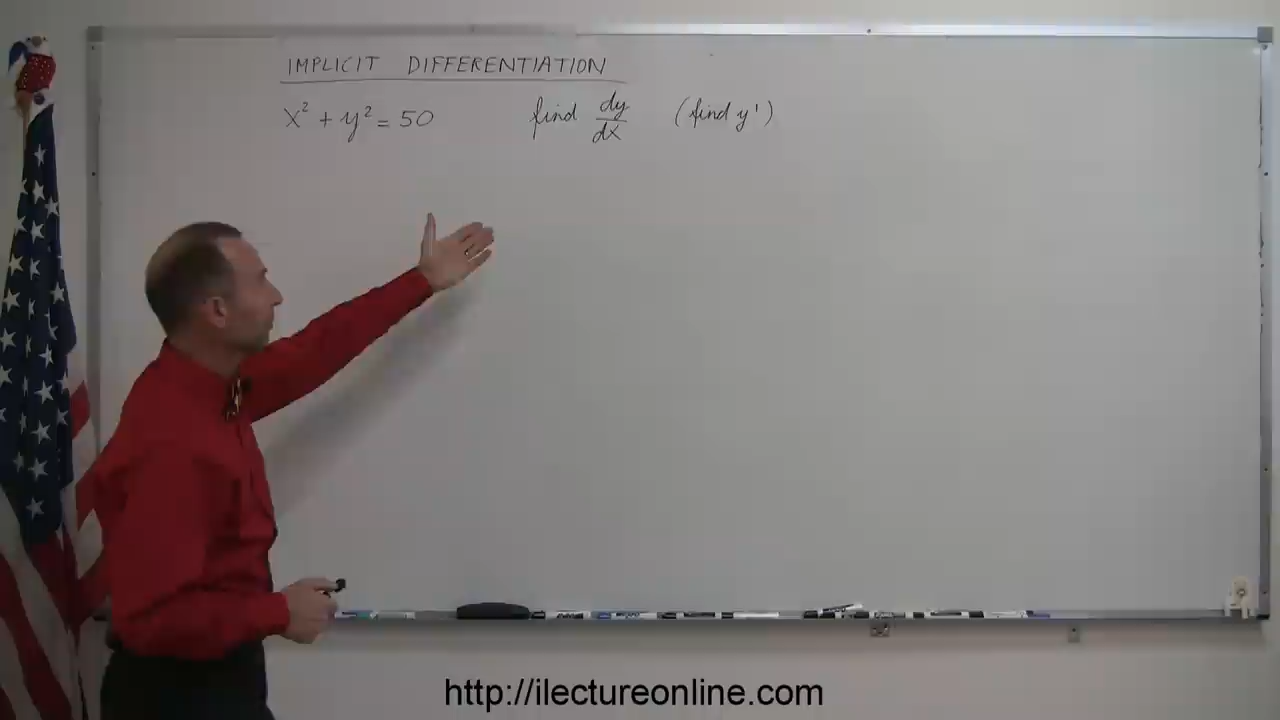 IMPLICIT DIFFERENTIATION
x² + y² = 50 find dy/dx (find y')
http://ilectureonline.com